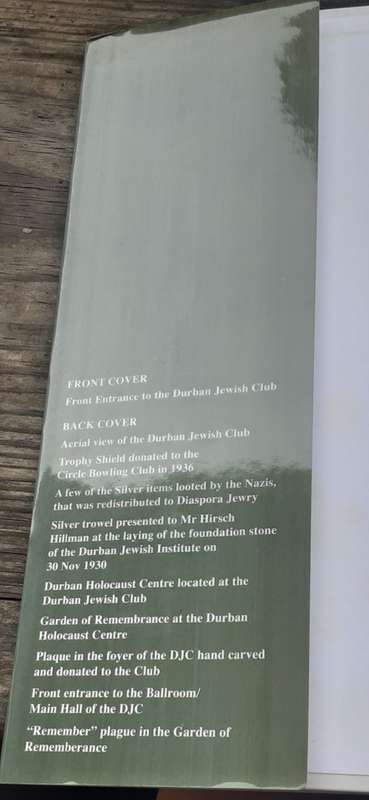 FRONT COVER
Front Entrance to the Durban Jewish Club
BACK COVER
Aerial view of the Durban Jewish Club
Trophy Shield donated to the
Circle Bowling Club in 1936
A few of the Silver items looted by the Nazis,
that was redistributed to Diaspora Jewry
Silver trowel presented to Mr Hirsch
Hillman at the laying of the foundation stone
of the Durban Jewish Institute on
30 Nov 1930
Durban Holocaust Centre located at the
Durban Jewish Club
Garden of Remembrance at the Durban
Holocaust Centre
Plaque in the foyer of the DJC hand carved
and donated to the Club
Front entrance to the Ballroom/
Main Hall of the DJC
“Remember” plague in the Garden of
Rememberance